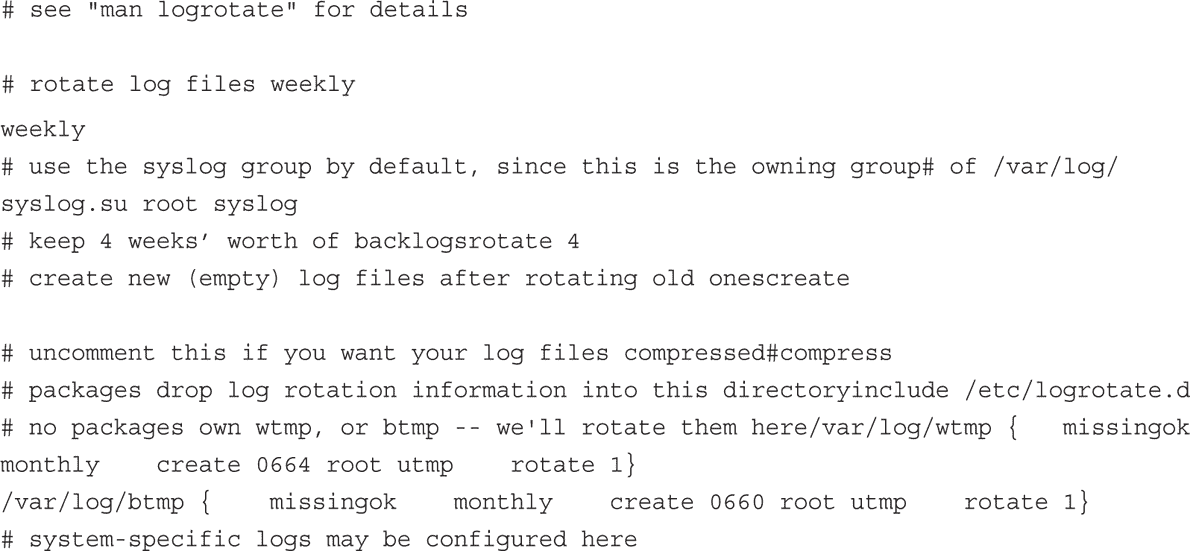 # see "man logrotate" for details
# rotate log files weekly
weekly
# use the syslog group by default, since this is the owning group# of /var/log/
syslog.su root syslog
# keep 4 weeks’ worth of backlogsrotate 4
# create new (empty) log files after rotating old onescreate
# uncomment this if you want your log files compressed#compress
# packages drop log rotation information into this directoryinclude /etc/logrotate.d
# no packages own wtmp, or btmp -- we'll rotate them here/var/log/wtmp {    missingok
monthly    create 0664 root utmp    rotate 1}
/var/log/btmp {    missingok    monthly    create 0660 root utmp    rotate 1}
# system-specific logs may be configured here